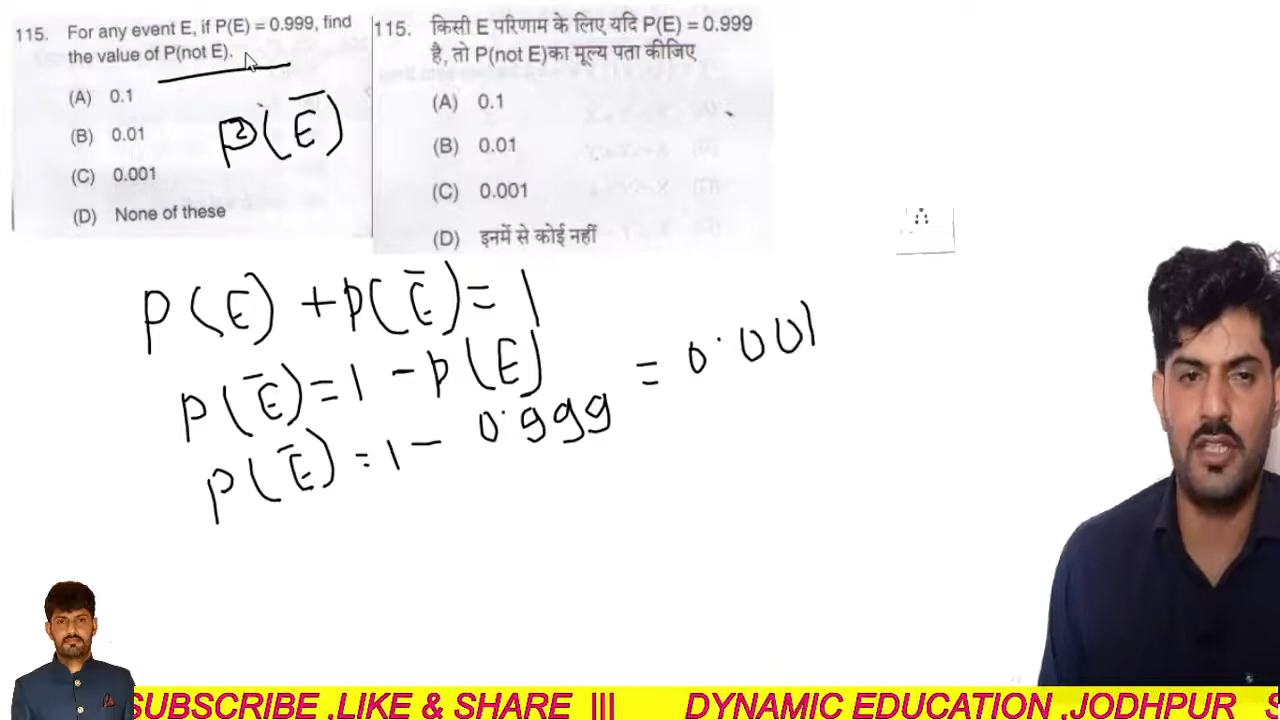 115. For any event E, if P(E) = 0.999, find
the value of P(not E).
(A) 0.1
(B) 0.01
(C) 0.001
(D) None of these
P(E̅)
115. किसी E परिणाम के लिए यदि P(E) = 0.999
है, तो P(not E)का मूल्य पता कीजिए
(A) 0.1
(B) 0.01
(C) 0.001
(D) इनमें से कोई नहीं
P(E) + P(E̅) = 1
P(E̅) = 1 - P(E)
P(E̅) = 1 - 0.999 = 0.001
SUBSCRIBE ,LIKE & SHARE ||| DYNAMIC EDUCATION ,JODHPUR S